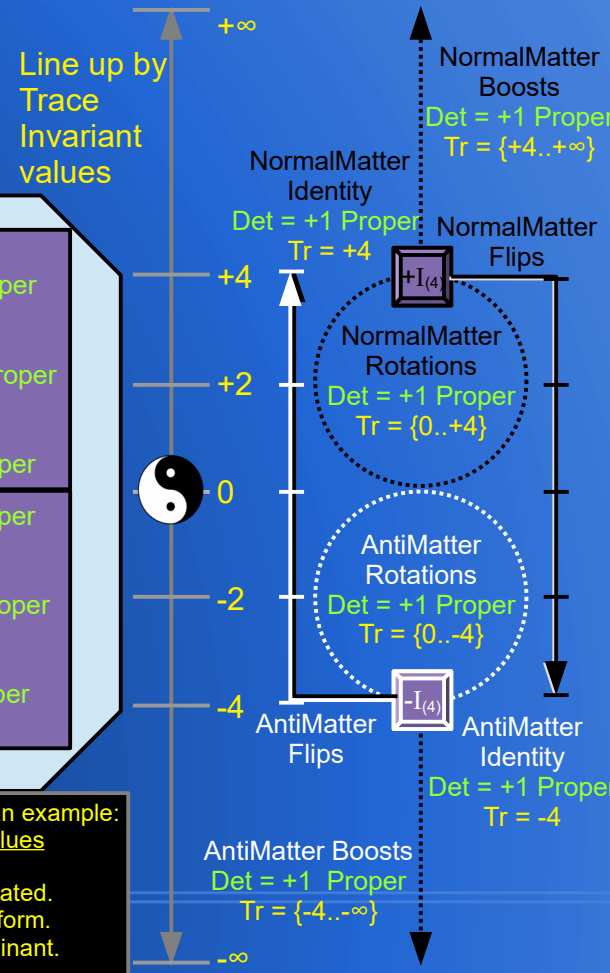 +∞
Line up by
Trace
Invariant
values
NormalMatter
Boosts
Det = +1 Proper
Tr = {+4..+∞}
NormalMatter
Identity
Det = +1 Proper
Tr = +4
NormalMatter
Flips
+4
+I(4)
NormalMatter
Rotations
Det = +1 Proper
Tr = {0..+4}
+2
0
AntiMatter
Rotations
Det = +1 Proper
Tr = {0..-4}
-2
-4
-I(4)
AntiMatter
Flips
AntiMatter
Identity
Det = +1 Proper
Tr = -4
AntiMatter Boosts
Det = +1 Proper
Tr = {-4..-∞}
-∞
example: